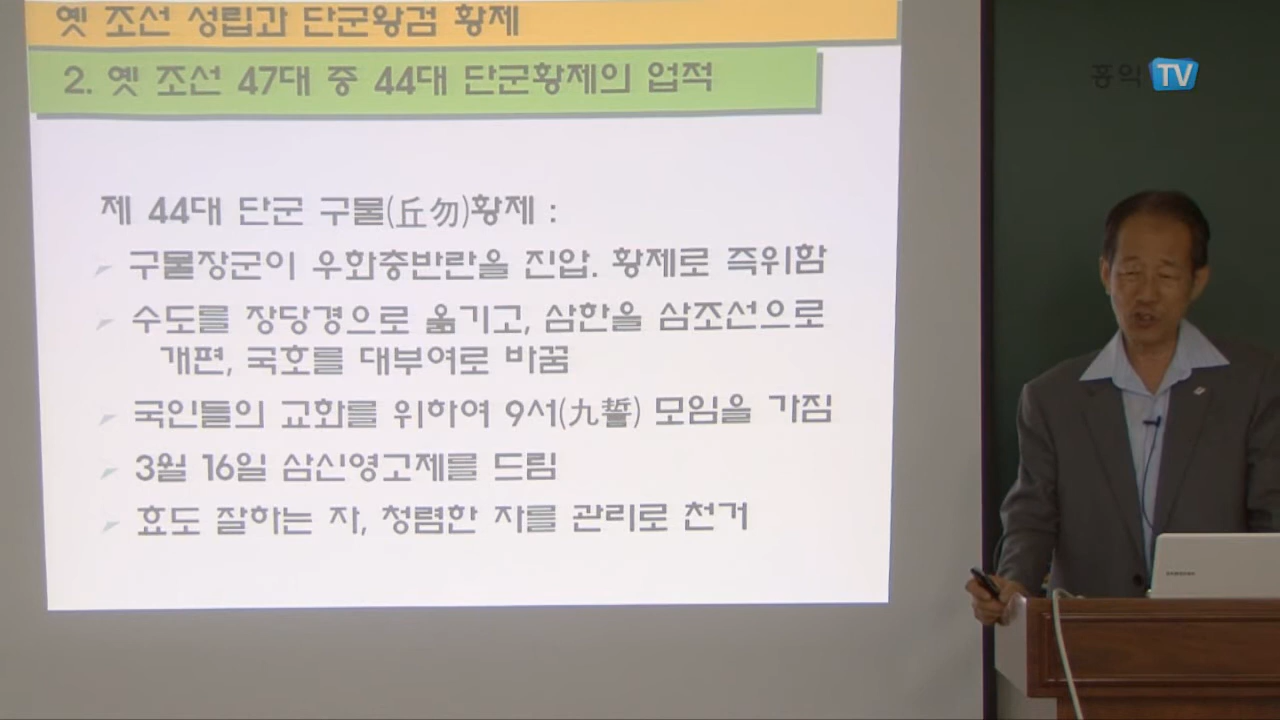 옛 조선 성립과 단군왕검 황제
2. 옛 조선 47대 중 44대 단군황제의 업적
홍익 TV
제 44대 단군 구물(丘勿)황제 :
구물장군이 우화충반란을 진압. 황제로 즉위함
수도를 장당경으로 옮기고, 삼한을 삼조선으로
개편, 국호를 대부여로 바꿈
국인들의 교화를 위하여 9서(九誓) 모임을 가짐
3월 16일 삼신영고제를 드림
효도 잘하는 자, 청렴한 자를 관리로 천거
SAMSUNG